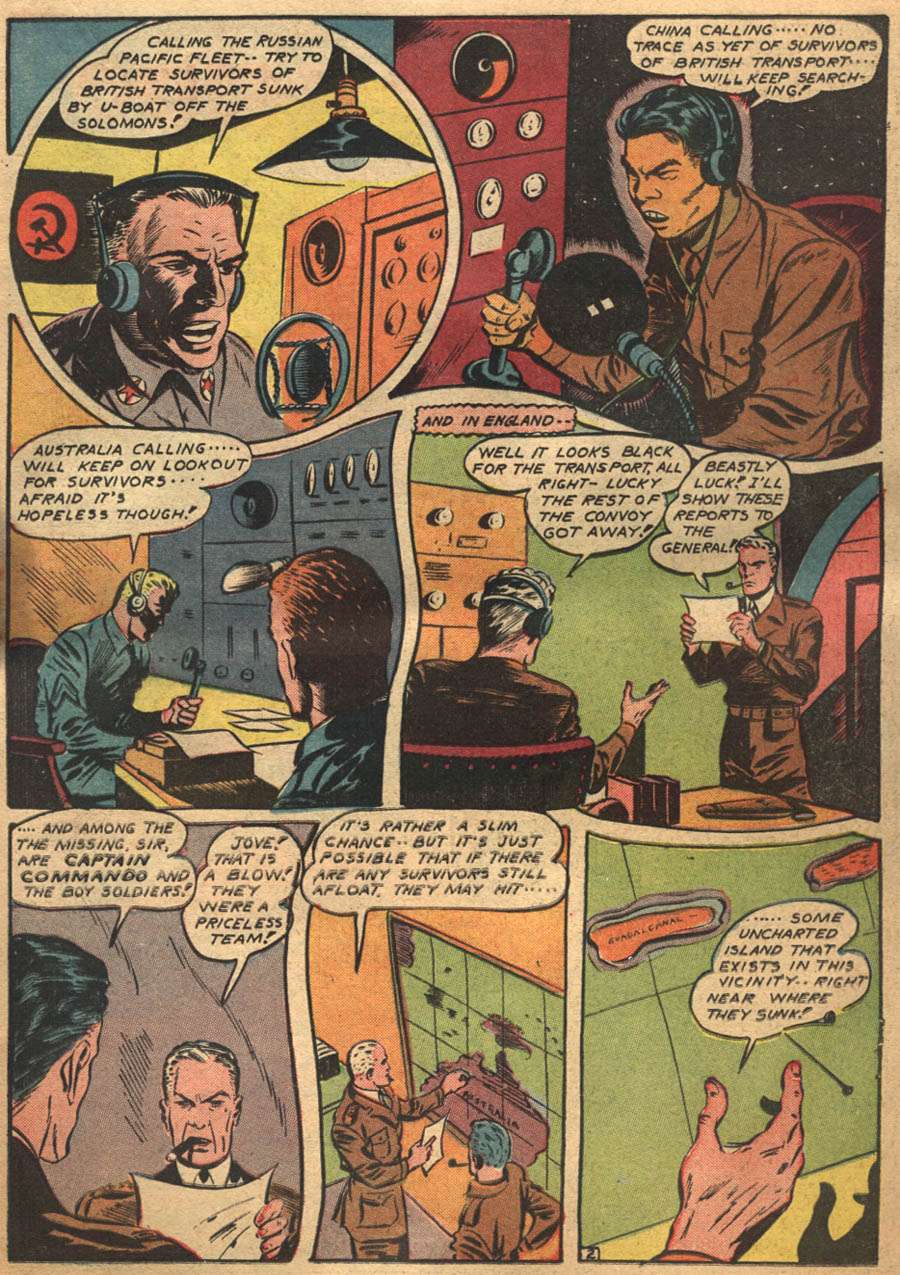 CALLING THE RUSSIAN
PACIFIC FLEET-- TRY TO
LOCATE SURVIVORS OF
BRITISH TRANSPORT SUNK
BY U-BOAT OFF THE
SOLOMONS!
CHINA CALLING..... NO
TRACE AS YET OF SURVIVORS
OF BRITISH TRANSPORT....
WILL KEEP SEARCH-
ING!
AUSTRALIA CALLING.....
WILL KEEP ON LOOKOUT
FOR SURVIVORS....
AFRAID IT'S
HOPELESS THOUGH!
AND IN ENGLAND--
WELL IT LOOKS BLACK
FOR THE TRANSPORT, ALL
RIGHT- LUCKY
THE REST OF
THE CONVOY
GOT AWAY!
BEASTLY
LUCK! I'LL
SHOW THESE
REPORTS TO
THE
GENERAL!
.... AND AMONG THE
THE MISSING, SIR,
ARE CAPTAIN
COMMANDO AND
THE BOY SOLDIERS!
JOVE!
THAT IS
A BLOW!
THEY
WERE A
PRICELESS
TEAM!
IT'S RATHER A SLIM
CHANCE-- BUT IT'S JUST
POSSIBLE THAT IF THERE
ARE ANY SURVIVORS STILL
AFLOAT, THEY MAY HIT.....
AUSTRALIA
GUADALCANAL
...... SOME
UNCHARTED
ISLAND THAT
EXISTS IN THIS
VICINITY-- RIGHT
NEAR WHERE
THEY SUNK!
2